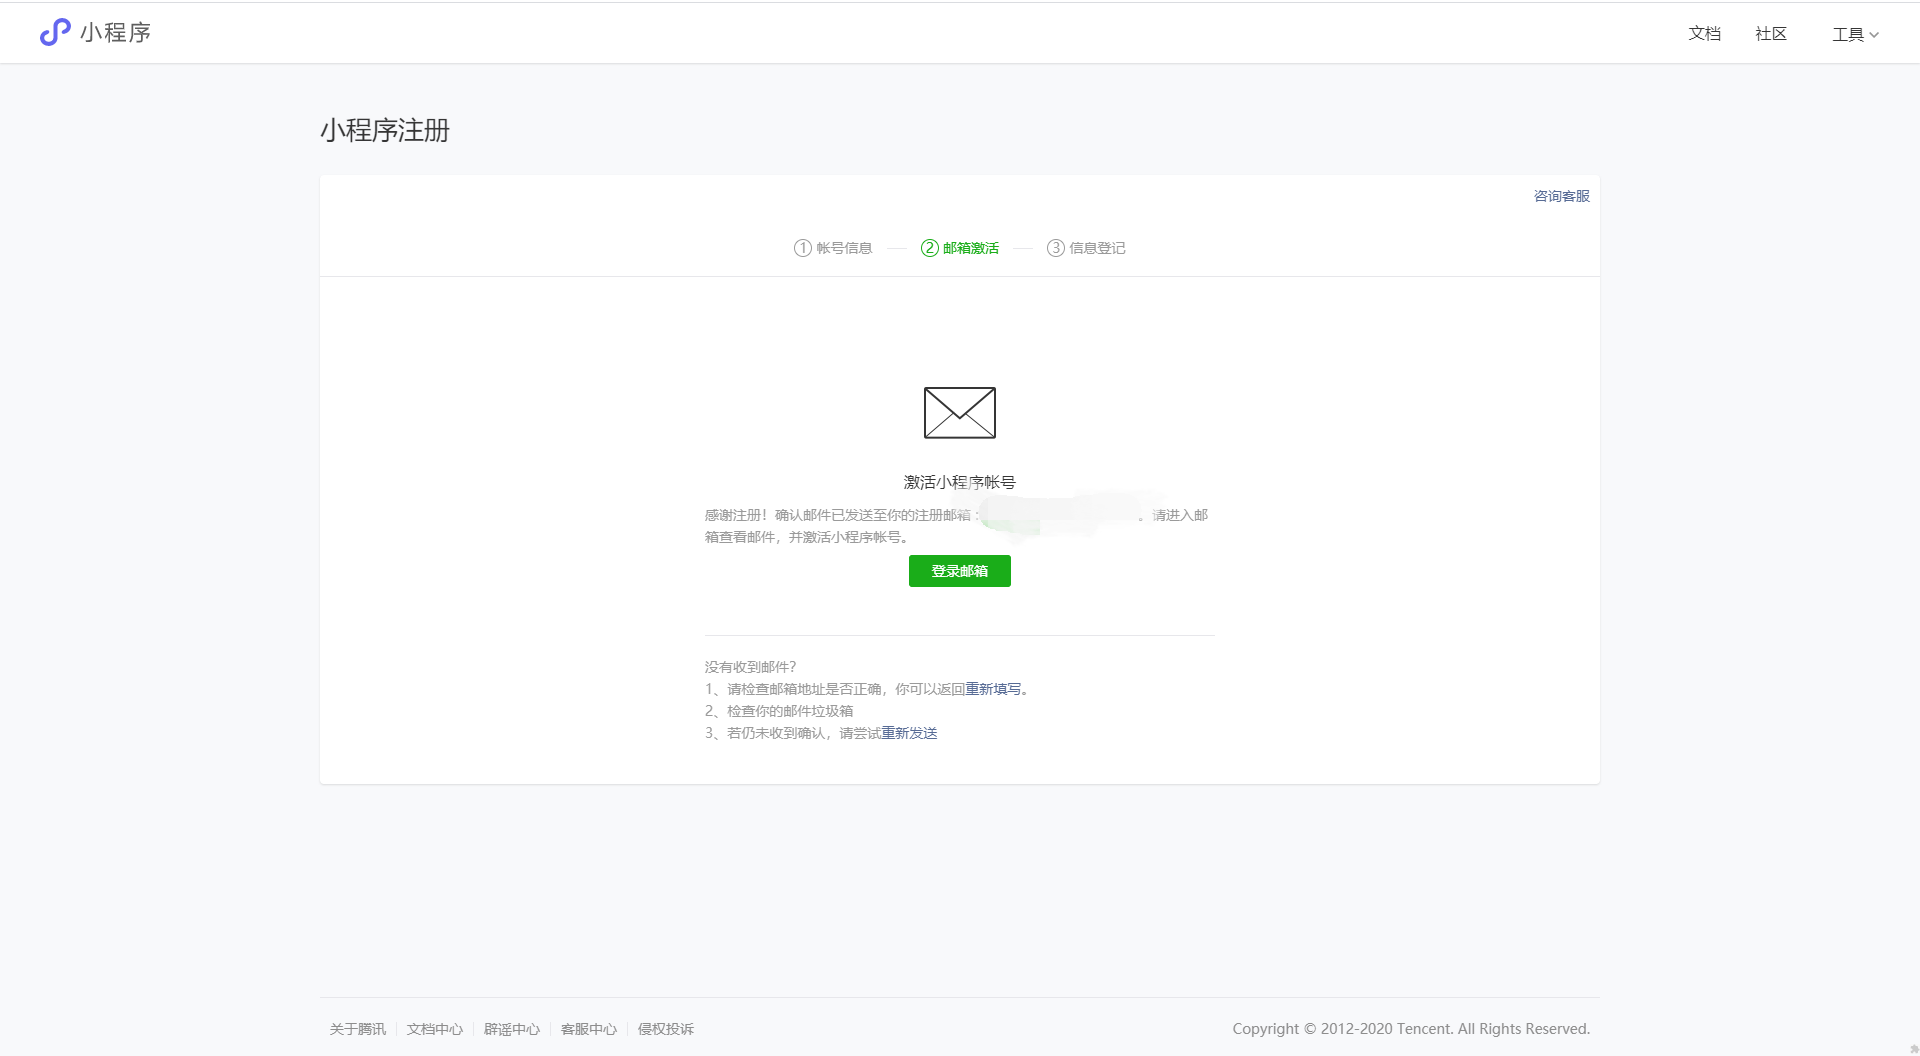 小程序
文档 社区 工具
小程序注册
咨询客服
① 帐号信息 ② 邮箱激活 ③ 信息登记
激活小程序帐号
感谢注册！确认邮件已发送至你的注册邮箱： 。请进入邮
箱查看邮件，并激活小程序帐号。
登录邮箱
没有收到邮件？
1、请检查邮箱地址是否正确，你可以返回重新填写。
2、检查你的邮件垃圾箱
3、若仍未收到确认，请尝试重新发送
关于腾讯 文档中心 辟谣中心 客服中心 侵权投诉
Copyright © 2012-2020 Tencent. All Rights Reserved.